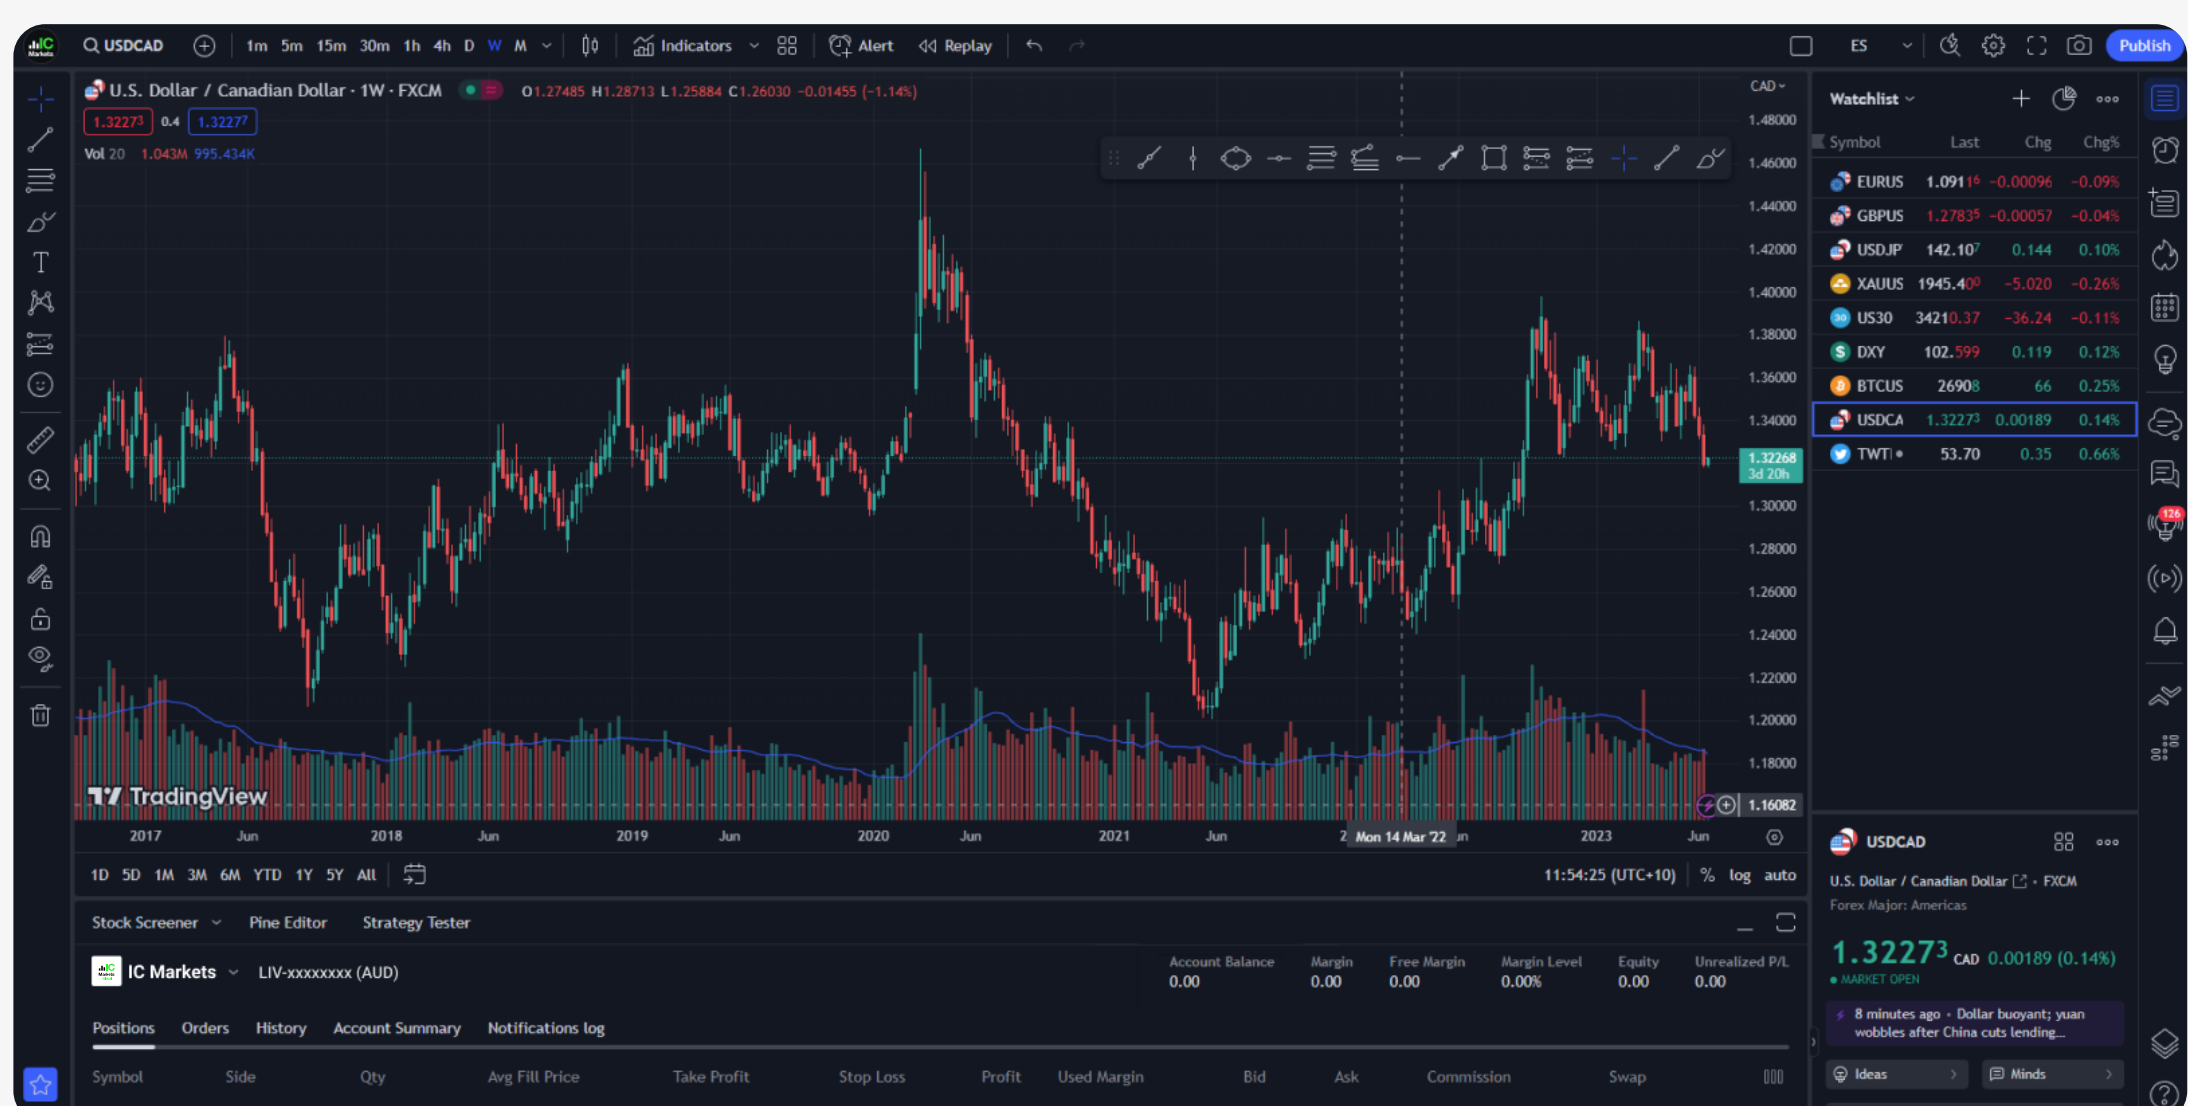 IC Markets USDCAD 1m 5m 15m 30m 1h 4h D W M Indicators Alert Replay ES Publish
U.S. Dollar / Canadian Dollar · 1W · FXCM O1.27485 H1.28713 L1.25884 C1.26030 −0.01455 (−1.14%)
1.32273 0.4 1.32277
Vol 20 1.043M 995.434K
CAD
1.48000
1.46000
1.44000
1.42000
1.40000
1.38000
1.36000
1.34000
1.32268
3d 20h
1.30000
1.28000
1.26000
1.24000
1.22000
1.20000
1.18000
1.16082
TradingView
2017 Jun 2018 Jun 2019 Jun 2020 Jun 2021 Jun 2 Mon 14 Mar '22 un 2023 Jun
1D 5D 1M 3M 6M YTD 1Y 5Y All 11:54:25 (UTC+10) % log auto
Stock Screener Pine Editor Strategy Tester
IC Markets LIV-xxxxxxxx (AUD)
Account Balance Margin Free Margin Margin Level Equity Unrealized P/L
0.00 0.00 0.00 0.00% 0.00 0.00
Positions Orders History Account Summary Notifications log
Symbol Side Qty Avg Fill Price Take Profit Stop Loss Profit Used Margin Bid Ask Commission Swap
Watchlist
Symbol Last Chg Chg%
EURUS 1.09116 −0.00096 −0.09%
GBPUS 1.27835 −0.00057 −0.04%
USDJP 142.107 0.144 0.10%
XAUUS 1945.400 −5.020 −0.26%
30 US30 34210.37 −36.24 −0.11%
DXY 102.599 0.119 0.12%
BTCUS 26908 66 0.25%
USDCA 1.32273 0.00189 0.14%
TWT 53.70 0.35 0.66%
126
USDCAD
U.S. Dollar / Canadian Dollar • FXCM
Forex Major: Americas
1.32273 CAD 0.00189 (0.14%)
MARKET OPEN
8 minutes ago • Dollar buoyant; yuan
wobbles after China cuts lending...
Ideas Minds